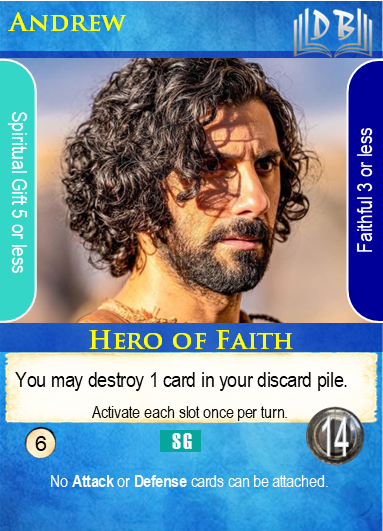 Andrew
DB
Spiritual Gift 5 or less
Faithful 3 or less
Hero of Faith
You may destroy 1 card in your discard pile.
Activate each slot once per turn.
14
6
SG
No Attack or Defense cards can be attached.